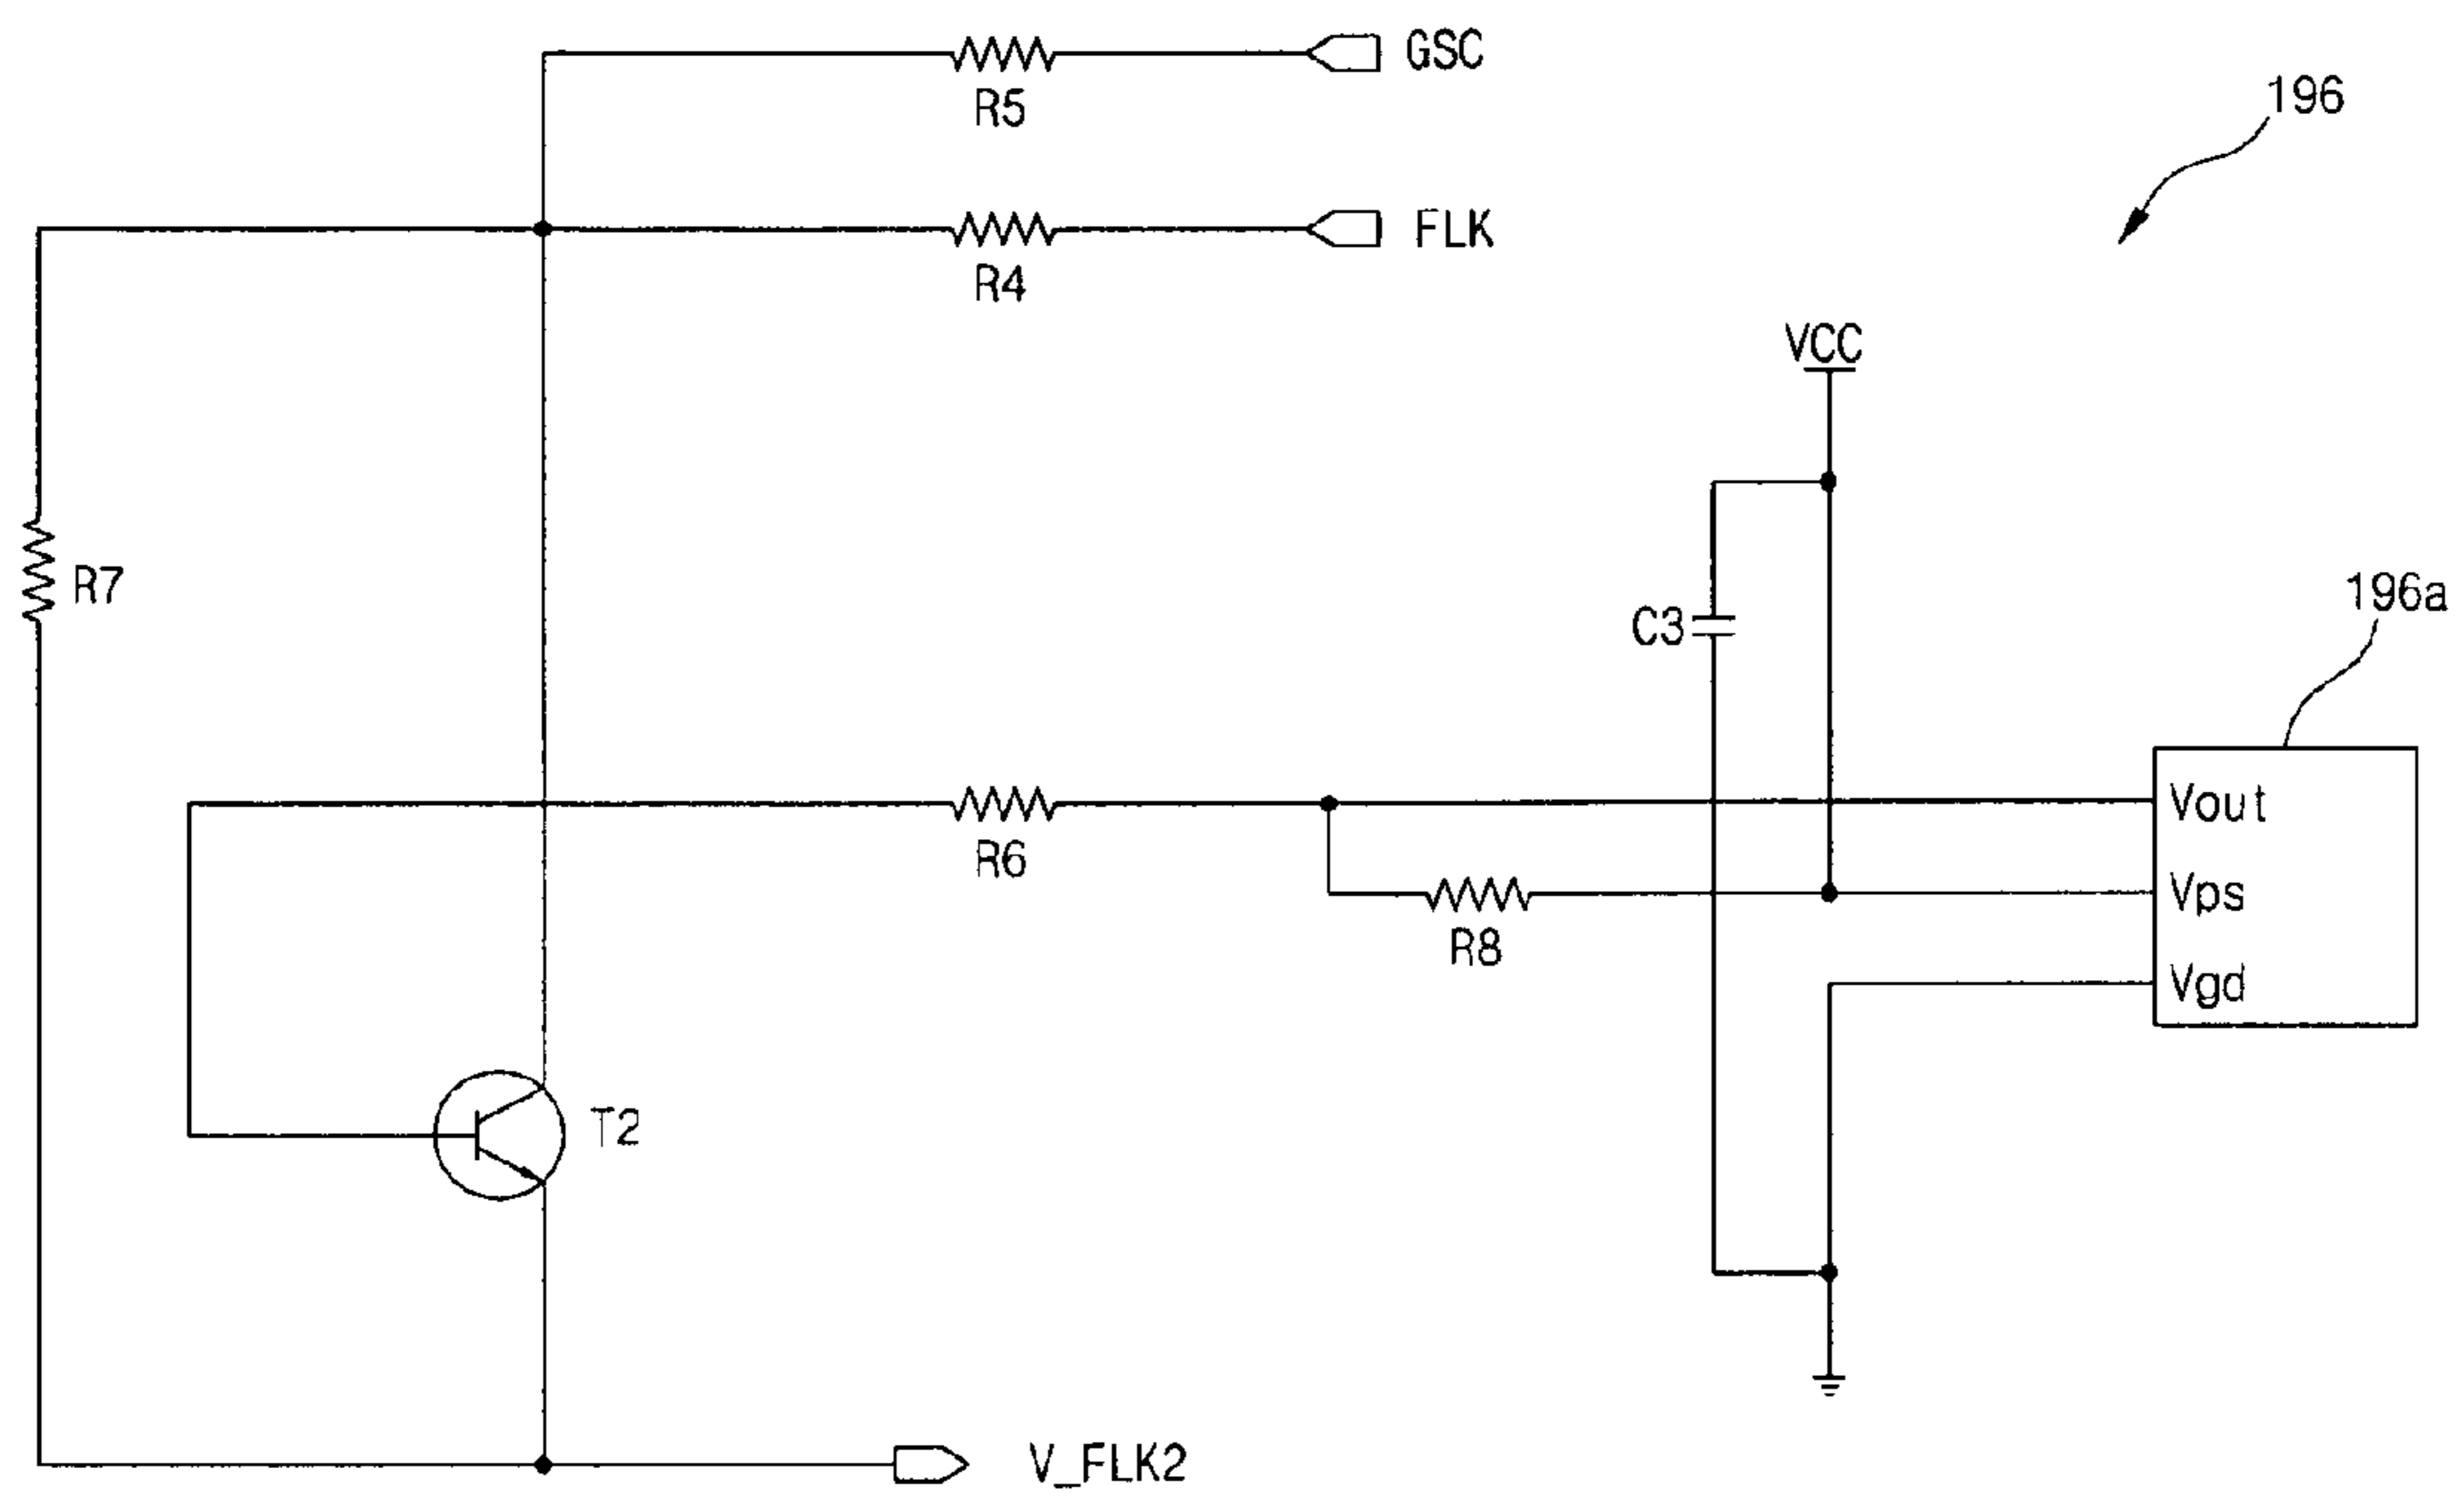 GSC
R5
196
FLK
R4
VCC
R7
C3
196a
Vout
R6
Vps
R8
Vgd
T2
V_FLK2